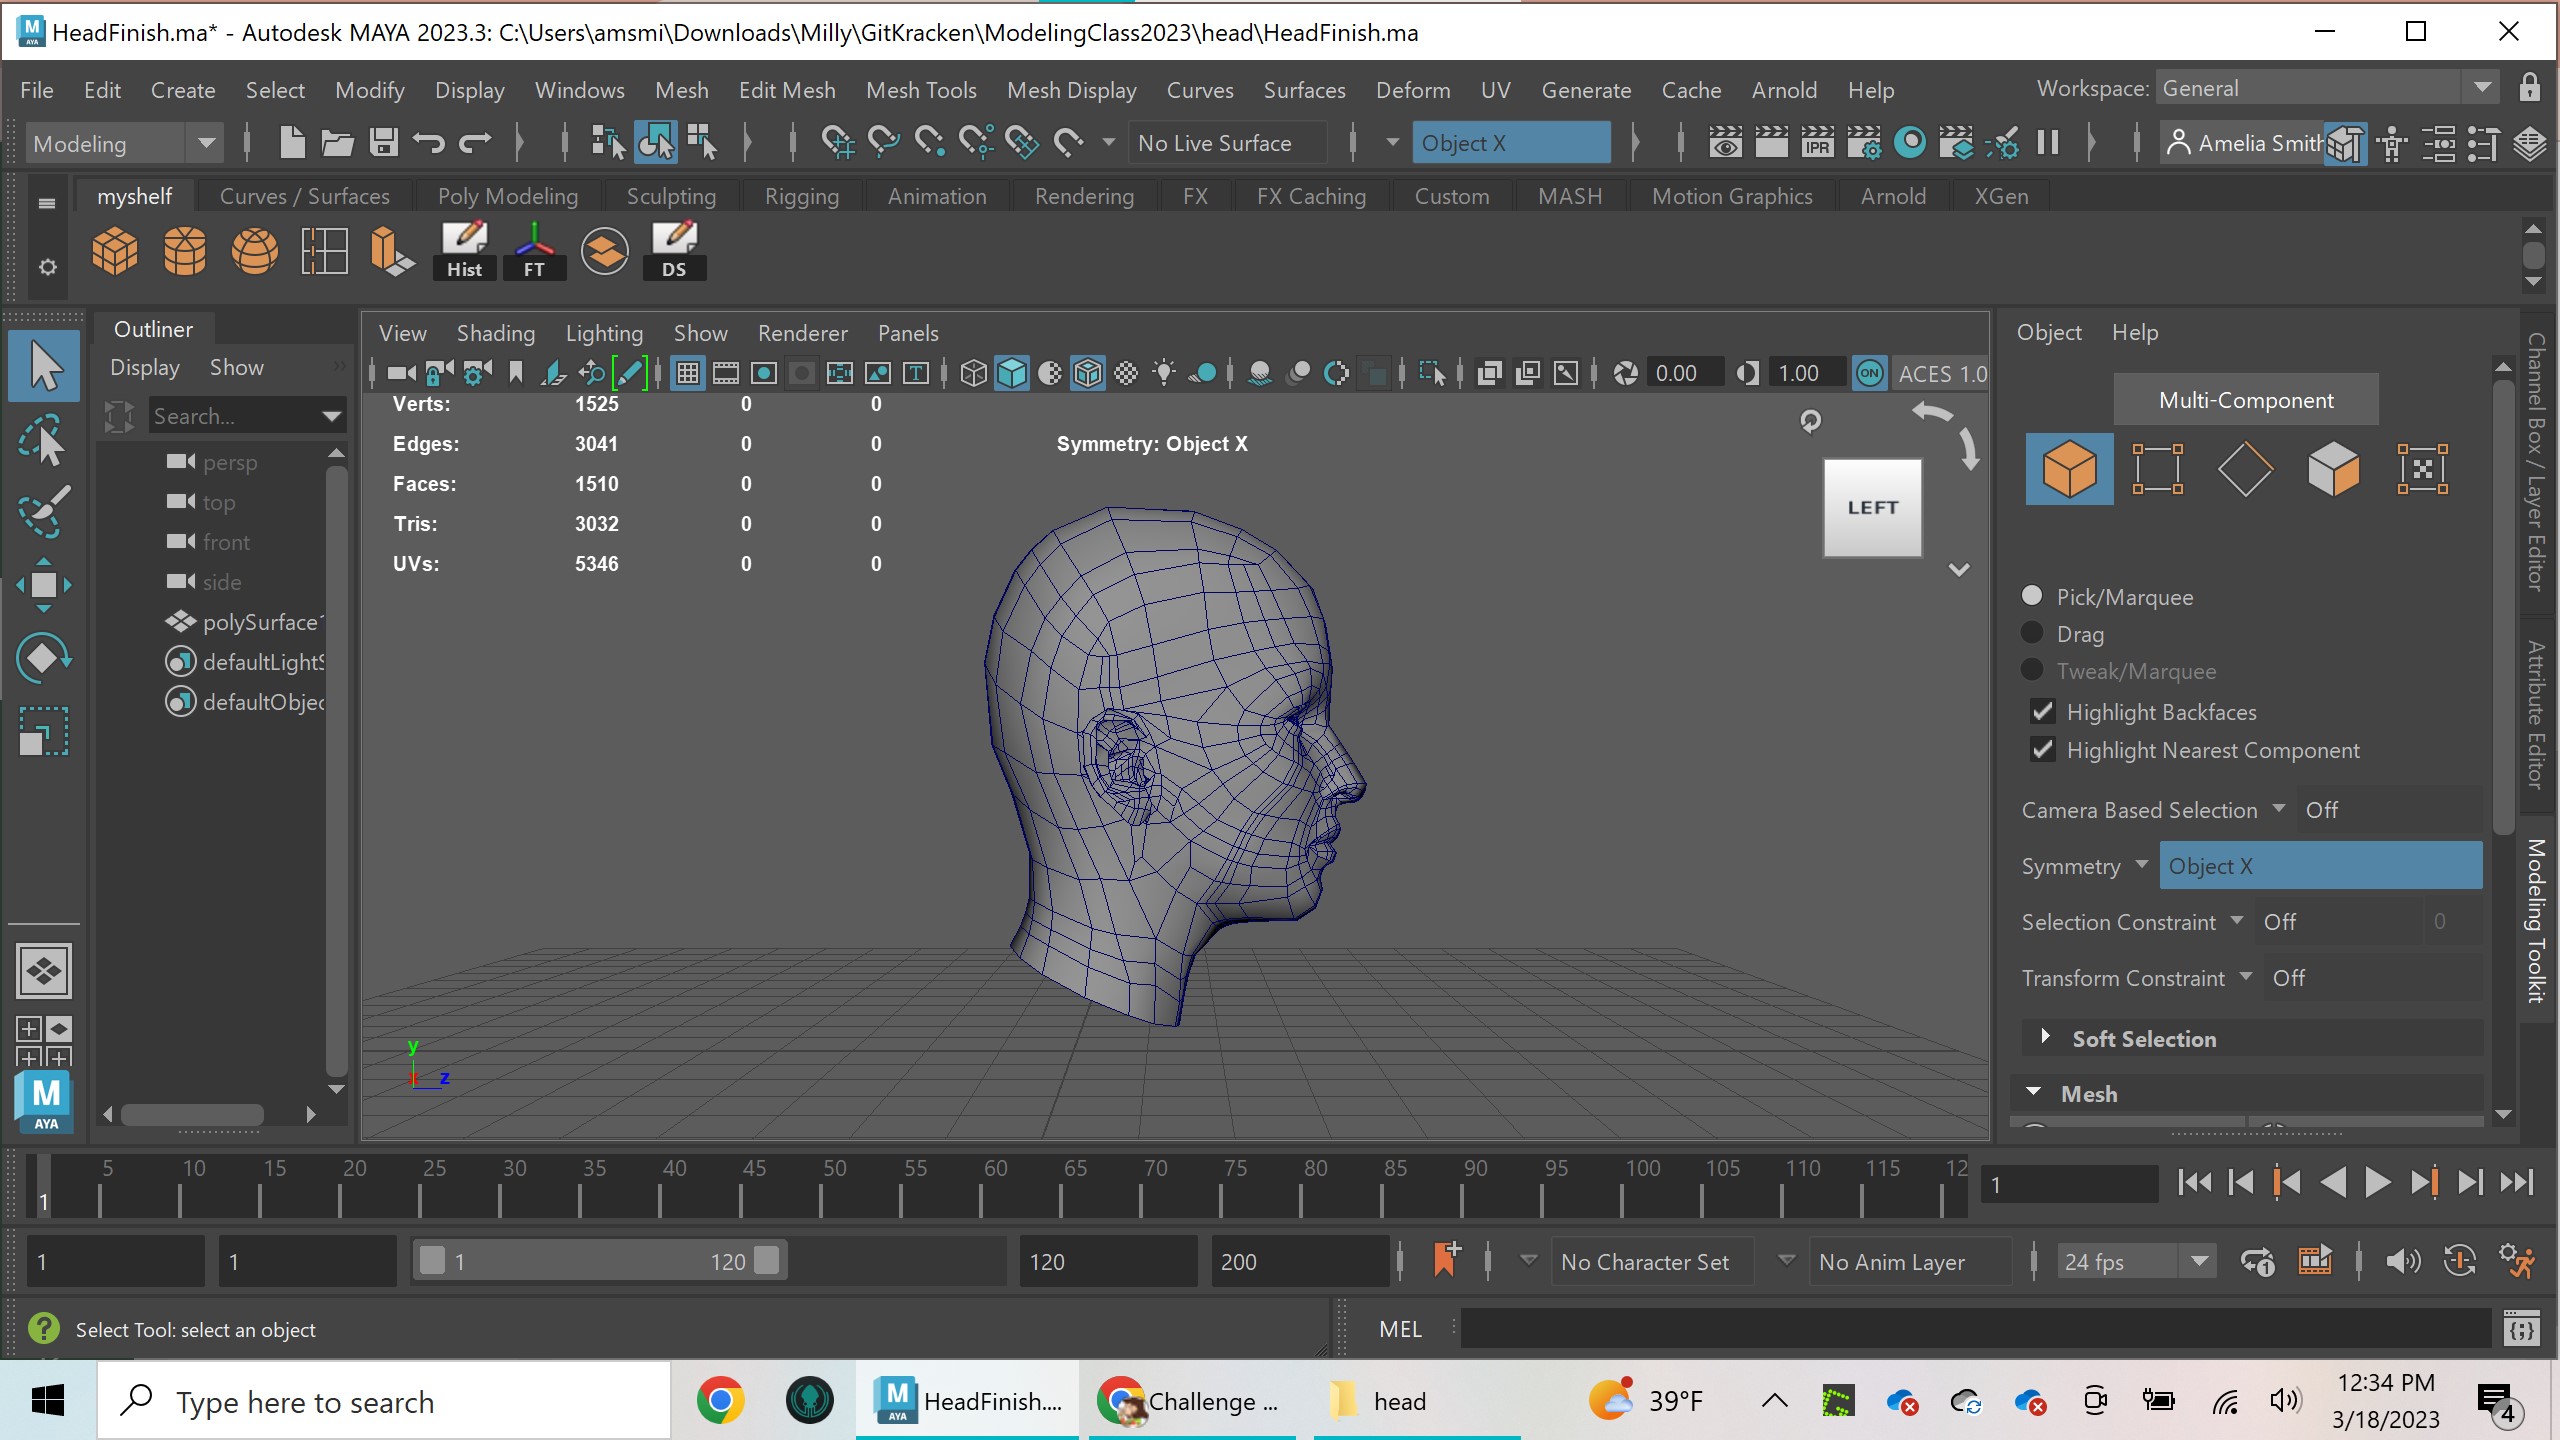 HeadFinish.ma* - Autodesk MAYA 2023.3: C:\Users\amsmi\Downloads\Milly\GitKracken\ModelingClass2023\head\HeadFinish.ma
File Edit Create Select Modify Display Windows Mesh Edit Mesh Mesh Tools Mesh Display Curves Surfaces Deform UV Generate Cache Arnold Help Workspace: General
Modeling No Live Surface Object X IPR Amelia Smith
myshelf Curves / Surfaces Poly Modeling Sculpting Rigging Animation Rendering FX FX Caching Custom MASH Motion Graphics Arnold XGen
Hist FT DS
Outliner
Display Show
Search...
persp
top
front
side
polySurface1
defaultLightS
defaultObjec
View Shading Lighting Show Renderer Panels
0.00 1.00 ON ACES 1.0
Verts: 1525 0 0
Edges: 3041 0 0
Faces: 1510 0 0
Tris: 3032 0 0
UVs: 5346 0 0
Symmetry: Object X
LEFT
y
x z
Object Help
Multi-Component
Pick/Marquee
Drag
Tweak/Marquee
Highlight Backfaces
Highlight Nearest Component
Camera Based Selection Off
Symmetry Object X
Selection Constraint Off 0
Transform Constraint Off
Soft Selection
Mesh
Channel Box / Layer Editor
Attribute Editor
Modeling Toolkit
M
AYA
5 10 15 20 25 30 35 40 45 50 55 60 65 70 75 80 85 90 95 100 105 110 115 12
1
1
1 1 1 120 120 200 No Character Set No Anim Layer 24 fps
Select Tool: select an object MEL
Type here to search HeadFinish.... Challenge ... head 39°F
12:34 PM
3/18/2023
4